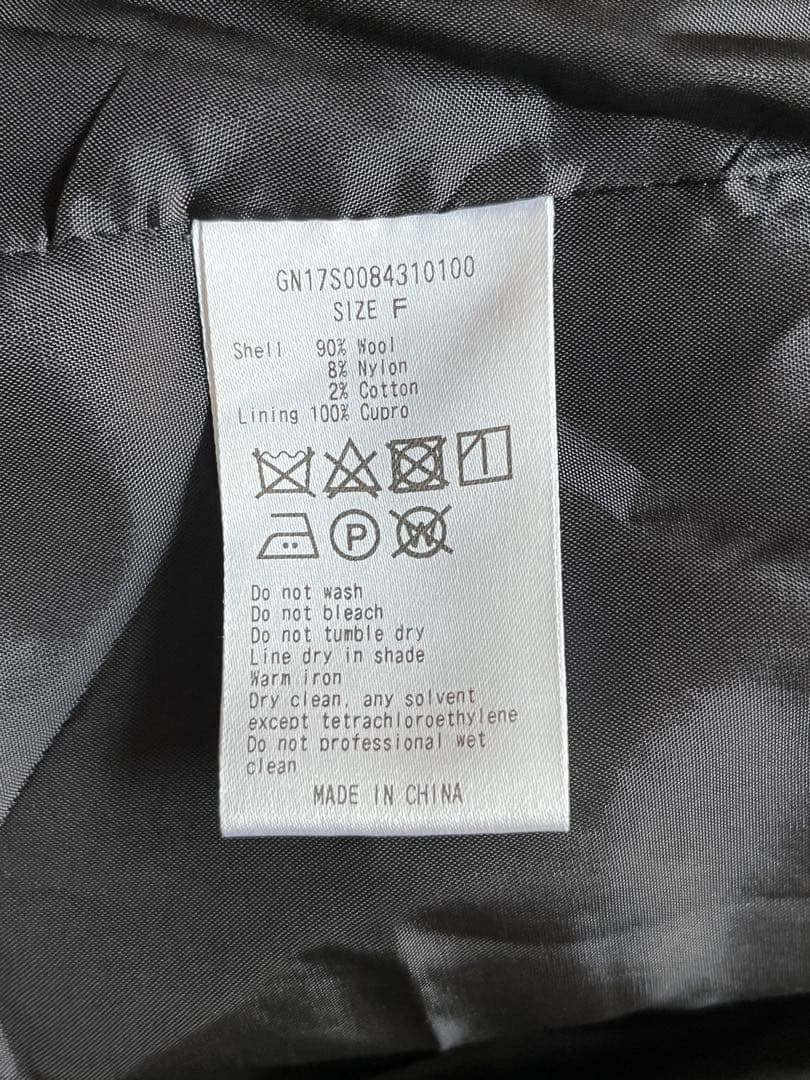 GN17S0084310100
SIZE F
Shell 90% Wool
8% Nylon
2% Cotton
Lining 100% Cupro
P W
Do not wash
Do not bleach
Do not tumble dry
Line dry in shade
Warm iron
Dry clean, any solvent
except tetrachloroethylene
Do not professional wet
clean
MADE IN CHINA